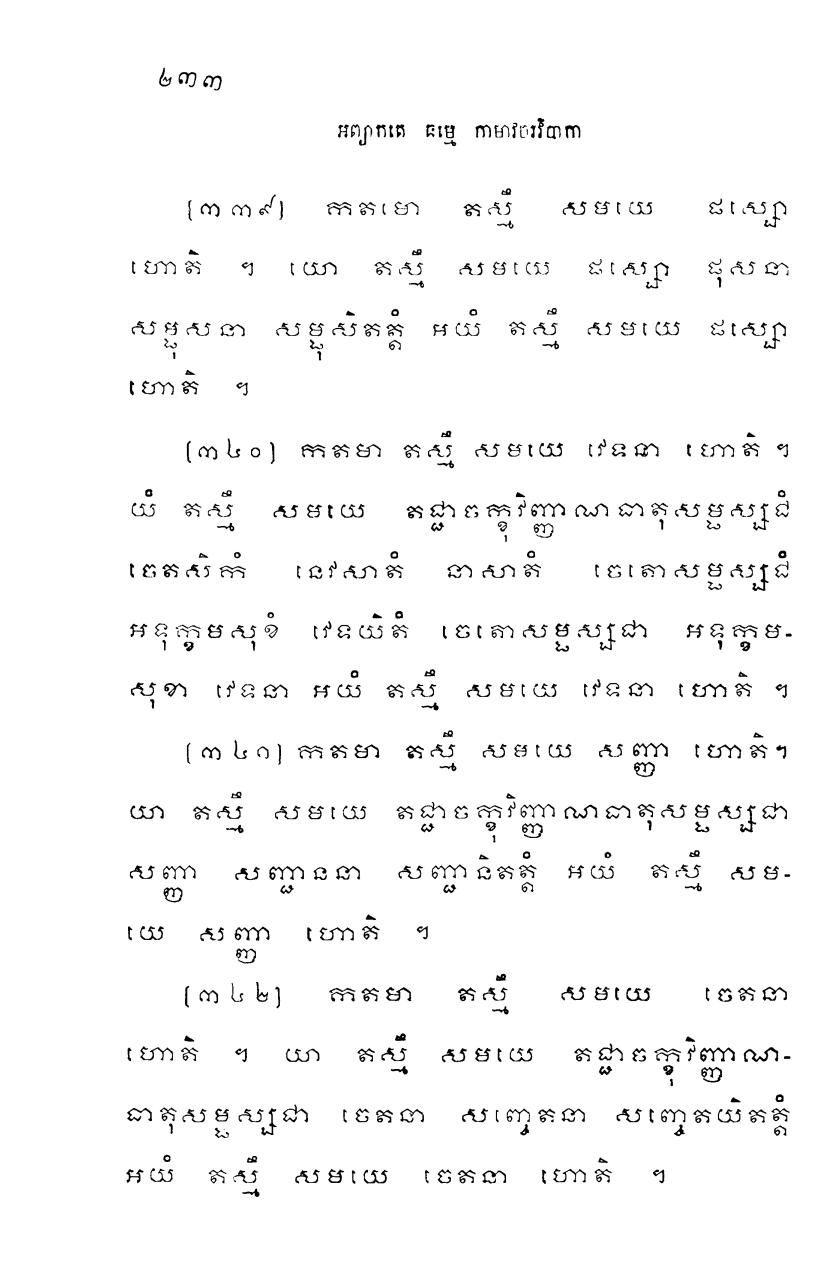 ២៣៣
អព្យាកតេ ធម្មេ កាមាវចរវិបាកា
(៣៣៩) កតមោ តស្មឹ សមយេ ផស្សោ
ហោតិ ។ យោ តស្មឹ សមយេ ផស្សោ ផុសនា
សម្ផុសនា សម្ផុសិតត្តំ អយំ តស្មឹ សមយេ ផស្សោ
ហោតិ ។
(៣៤០) កតមា តស្មឹ សមយេ វេទនា ហោតិ ។
យំ តស្មឹ សមយេ តជ្ជាចក្ខុវិញ្ញាណធាតុសម្ផស្សជំ
ចេតសិកំ នេវសាតំ នាសាតំ ចេតោសម្ផស្សជំ
អទុក្ខមសុខំ វេទយិតំ ចេតោសម្ផស្សជា អទុក្ខម-
សុខា វេទនា អយំ តស្មឹ សមយេ វេទនា ហោតិ ។
(៣៤១) កតមា តស្មឹ សមយេ សញ្ញា ហោតិ។
យា តស្មឹ សមយេ តជ្ជាចក្ខុវិញ្ញាណធាតុសម្ផស្សជា
សញ្ញា សញ្ជាននា សញ្ជានិតត្តំ អយំ តស្មឹ សម-
យេ សញ្ញា ហោតិ ។
(៣៤២) កតមា តស្មឹ សមយេ ចេតនា
ហោតិ ។ យា តស្មឹ សមយេ តជ្ជាចក្ខុវិញ្ញាណ-
ធាតុសម្ផស្សជា ចេតនា សញ្ចេតនា សញ្ចេតយិតត្តំ
អយំ តស្មឹ សមយេ ចេតនា ហោតិ ។